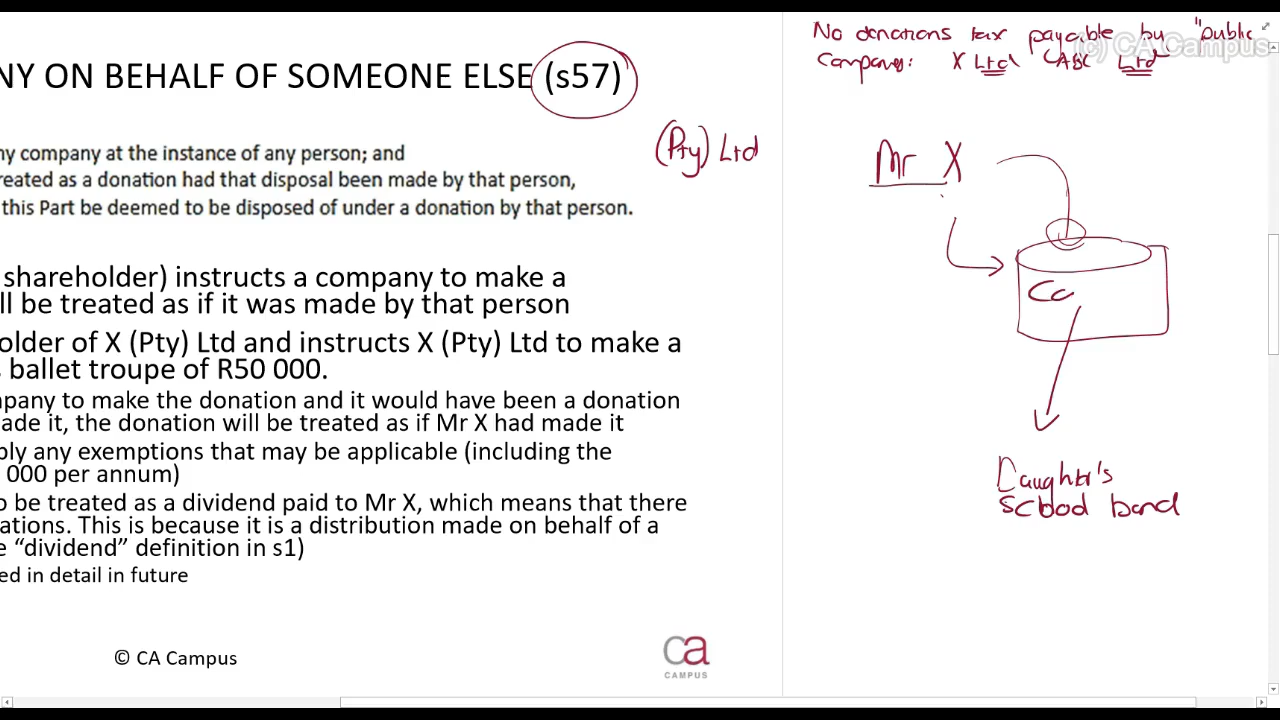 No donations tax payable by "public
Company: X Ltd ABC Ltd
(c) CA Campus
NY ON BEHALF OF SOMEONE ELSE (s57)
(Pty) Ltd
Mr X
ny company at the instance of any person; and
reated as a donation had that disposal been made by that person,
this Part be deemed to be disposed of under a donation by that person.
shareholder) instructs a company to make a
ll be treated as if it was made by that person
Co
older of X (Pty) Ltd and instructs X (Pty) Ltd to make a
ballet troupe of R50 000.
mpany to make the donation and it would have been a donation
ade it, the donation will be treated as if Mr X had made it
ply any exemptions that may be applicable (including the
000 per annum)
Daughter's
School band
o be treated as a dividend paid to Mr X, which means that there
ations. This is because it is a distribution made on behalf of a
e "dividend" definition in s1)
ed in detail in future
© CA Campus
ca
CAMPUS